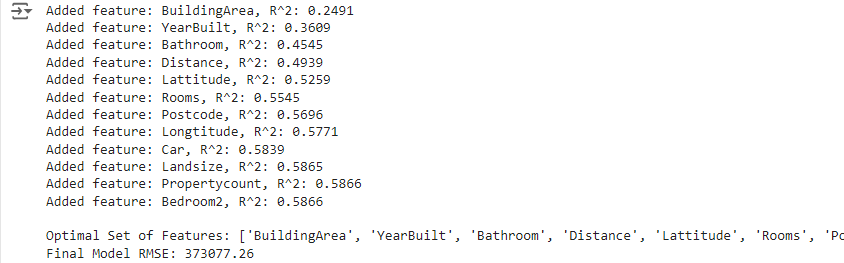 Added feature: BuildingArea, R^2: 0.2491
Added feature: YearBuilt, R^2: 0.3609
Added feature: Bathroom, R^2: 0.4545
Added feature: Distance, R^2: 0.4939
Added feature: Lattitude, R^2: 0.5259
Added feature: Rooms, R^2: 0.5545
Added feature: Postcode, R^2: 0.5696
Added feature: Longtitude, R^2: 0.5771
Added feature: Car, R^2: 0.5839
Added feature: Landsize, R^2: 0.5865
Added feature: Propertycount, R^2: 0.5866
Added feature: Bedroom2, R^2: 0.5866
Optimal Set of Features: ['BuildingArea', 'YearBuilt', 'Bathroom', 'Distance', 'Lattitude', 'Rooms', 'Po
Final Model RMSE: 373077.26